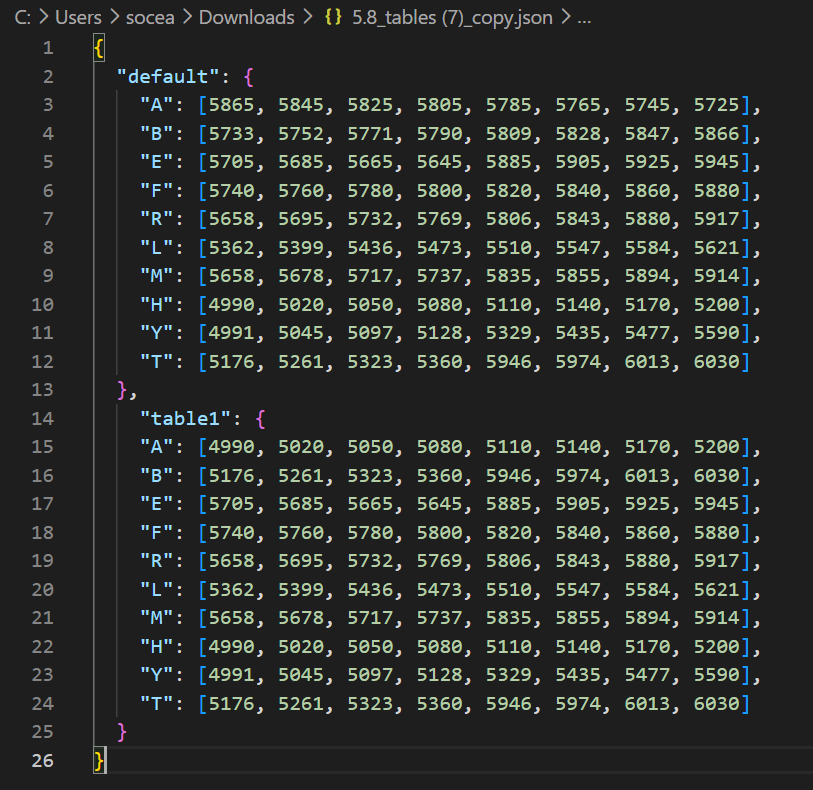 C: > Users > socea > Downloads > {} 5.8_tables (7)_copy.json > ...
1 {
2 "default": {
3 "A": [5865, 5845, 5825, 5805, 5785, 5765, 5745, 5725],
4 "B": [5733, 5752, 5771, 5790, 5809, 5828, 5847, 5866],
5 "E": [5705, 5685, 5665, 5645, 5885, 5905, 5925, 5945],
6 "F": [5740, 5760, 5780, 5800, 5820, 5840, 5860, 5880],
7 "R": [5658, 5695, 5732, 5769, 5806, 5843, 5880, 5917],
8 "L": [5362, 5399, 5436, 5473, 5510, 5547, 5584, 5621],
9 "M": [5658, 5678, 5717, 5737, 5835, 5855, 5894, 5914],
10 "H": [4990, 5020, 5050, 5080, 5110, 5140, 5170, 5200],
11 "Y": [4991, 5045, 5097, 5128, 5329, 5435, 5477, 5590],
12 "T": [5176, 5261, 5323, 5360, 5946, 5974, 6013, 6030]
13 },
14 "table1": {
15 "A": [4990, 5020, 5050, 5080, 5110, 5140, 5170, 5200],
16 "B": [5176, 5261, 5323, 5360, 5946, 5974, 6013, 6030],
17 "E": [5705, 5685, 5665, 5645, 5885, 5905, 5925, 5945],
18 "F": [5740, 5760, 5780, 5800, 5820, 5840, 5860, 5880],
19 "R": [5658, 5695, 5732, 5769, 5806, 5843, 5880, 5917],
20 "L": [5362, 5399, 5436, 5473, 5510, 5547, 5584, 5621],
21 "M": [5658, 5678, 5717, 5737, 5835, 5855, 5894, 5914],
22 "H": [4990, 5020, 5050, 5080, 5110, 5140, 5170, 5200],
23 "Y": [4991, 5045, 5097, 5128, 5329, 5435, 5477, 5590],
24 "T": [5176, 5261, 5323, 5360, 5946, 5974, 6013, 6030]
25 }
26 }